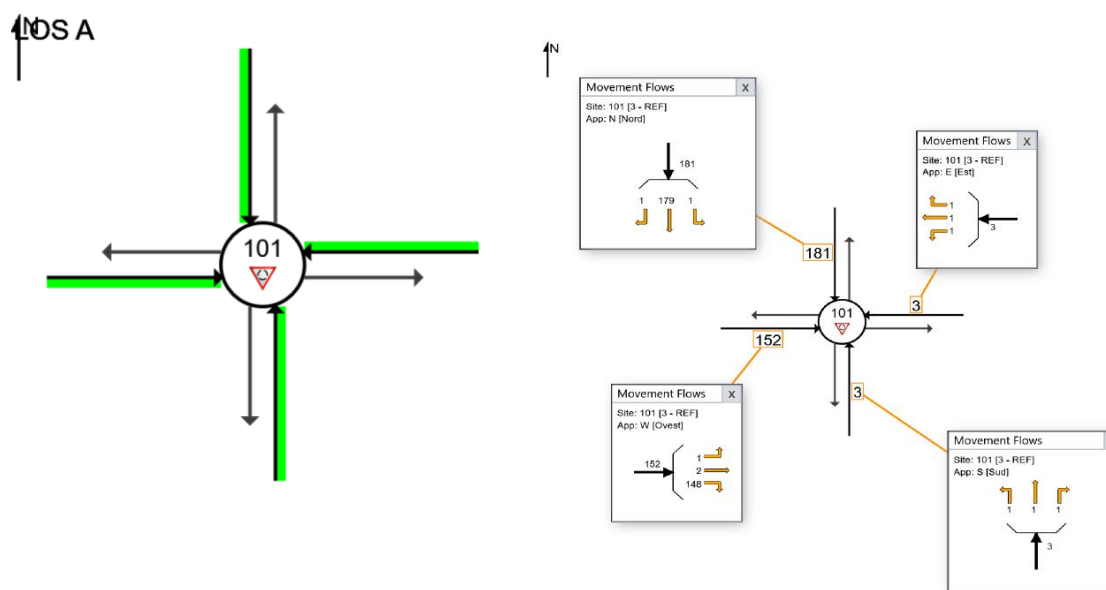 N
LOS A
101
N
Movement Flows X
Site: 101 [3 - REF]
App: N [Nord]
181
1 179 1
Movement Flows X
Site: 101 [3 - REF]
App: E [Est]
1
1
1
3
181
3
101
152
3
Movement Flows X
Site: 101 [3 - REF]
App: W [Ovest]
152
1
2
148
Movement Flows
Site: 101 [3 - REF]
App: S [Sud]
1 1 1
3